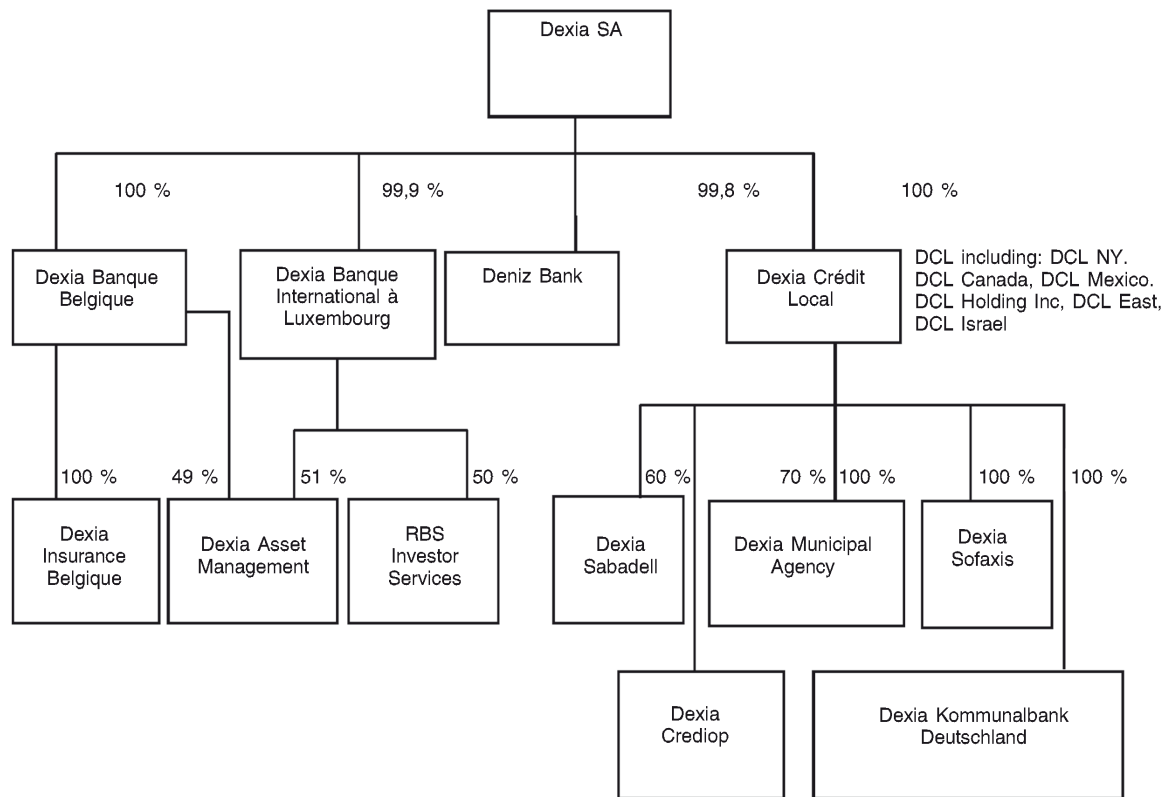 Dexia SA
100 %
99,9 %
99,8 %
100 %
Dexia Banque
Belgique
Dexia Banque
International à
Luxembourg
Deniz Bank
Dexia Crédit
Local
DCL including: DCL NY.
DCL Canada, DCL Mexico.
DCL Holding Inc, DCL East,
DCL Israel
100 %
49 %
51 %
50 %
60 %
70 %
100 %
100 %
100 %
Dexia
Insurance
Belgique
Dexia Asset
Management
RBS
Investor
Services
Dexia
Sabadell
Dexia Municipal
Agency
Dexia
Sofaxis
Dexia
Crediop
Dexia Kommunalbank
Deutschland